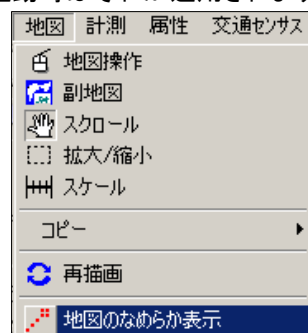 地図 計測 属性 交通センサス
地図操作
副地図
スクロール
拡大/縮小
スケール
コピー
再描画
地図のなめらか表示